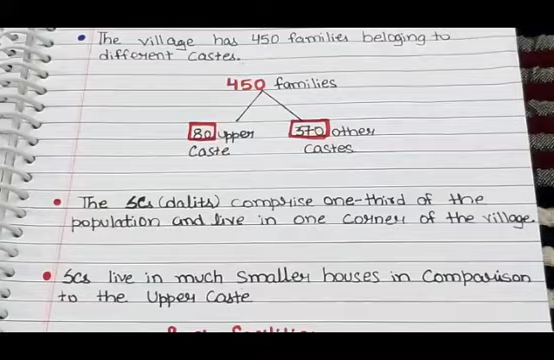 The village has 450 families beloging to
different Castes.
450 families
80 upper 370 other
Caste castes
The SCs (dalits) comprise one-third of the
population and live in one corner of the village.
SCs live in much smaller houses in Comparison
to the Upper Caste